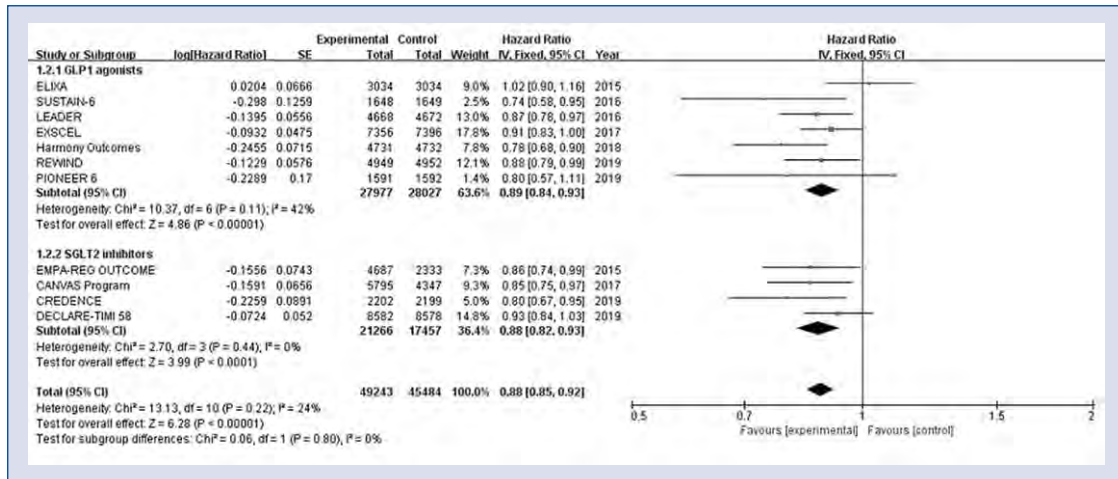 Experimental Control Hazard Ratio Hazard Ratio
Study or Subgroup log[Hazard Ratio] SE Total Total Weight IV, Fixed, 95% CI Year IV, Fixed, 95% CI
1.2.1 GLP1 agonists
ELIXA 0.0204 0.0666 3034 3034 9.0% 1.02 [0.90, 1.16] 2015
SUSTAIN-6 -0.298 0.1259 1648 1649 2.5% 0.74 [0.58, 0.95] 2016
LEADER -0.1395 0.0556 4668 4672 13.0% 0.87 [0.78, 0.97] 2016
EXSCEL -0.0932 0.0475 7356 7396 17.8% 0.91 [0.83, 1.00] 2017
Harmony Outcomes -0.2455 0.0715 4731 4732 7.8% 0.78 [0.68, 0.90] 2018
REWIND -0.1229 0.0576 4949 4952 12.1% 0.88 [0.79, 0.99] 2019
PIONEER 6 -0.2289 0.17 1591 1592 1.4% 0.80 [0.57, 1.11] 2019
Subtotal (95% CI) 27977 28027 63.6% 0.89 [0.84, 0.93]
Heterogeneity: Chi² = 10.37, df = 6 (P = 0.11); I² = 42%
Test for overall effect: Z = 4.86 (P < 0.00001)
1.2.2 SGLT2 inhibitors
EMPA-REG OUTCOME -0.1556 0.0743 4687 2333 7.3% 0.86 [0.74, 0.99] 2015
CANVAS Program -0.1591 0.0656 5795 4347 9.3% 0.85 [0.75, 0.97] 2017
CREDENCE -0.2259 0.0891 2202 2199 5.0% 0.80 [0.67, 0.95] 2019
DECLARE-TIMI 58 -0.0724 0.052 8582 8578 14.8% 0.93 [0.84, 1.03] 2019
Subtotal (95% CI) 21266 17457 36.4% 0.88 [0.82, 0.93]
Heterogeneity: Chi² = 2.70, df = 3 (P = 0.44); I² = 0%
Test for overall effect: Z = 3.99 (P < 0.0001)
Total (95% CI) 49243 45484 100.0% 0.88 [0.85, 0.92]
Heterogeneity: Chi² = 13.13, df = 10 (P = 0.22); I² = 24%
Test for overall effect: Z = 6.28 (P < 0.00001)
Test for subgroup differences: Chi² = 0.06, df = 1 (P = 0.80), I² = 0%
0.5 0.7 1 1.5 2
Favours [experimental] Favours [control]